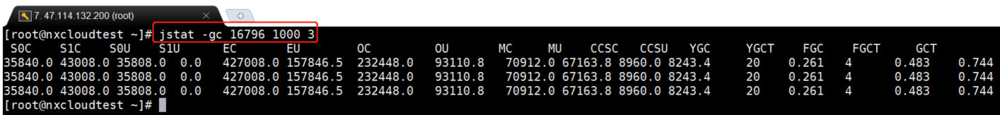 7. 47.114.132.200 (root)
[root@nxcloudtest ~]# jstat -gc 16796 1000 3
S0C S1C S0U S1U EC EU OC OU MC MU CCSC CCSU YGC YGCT FGC FGCT GCT
35840.0 43008.0 35808.0 0.0 427008.0 157846.5 232448.0 93110.8 70912.0 67163.8 8960.0 8243.4 20 0.261 4 0.483 0.744
35840.0 43008.0 35808.0 0.0 427008.0 157846.5 232448.0 93110.8 70912.0 67163.8 8960.0 8243.4 20 0.261 4 0.483 0.744
35840.0 43008.0 35808.0 0.0 427008.0 157846.5 232448.0 93110.8 70912.0 67163.8 8960.0 8243.4 20 0.261 4 0.483 0.744
[root@nxcloudtest ~]#